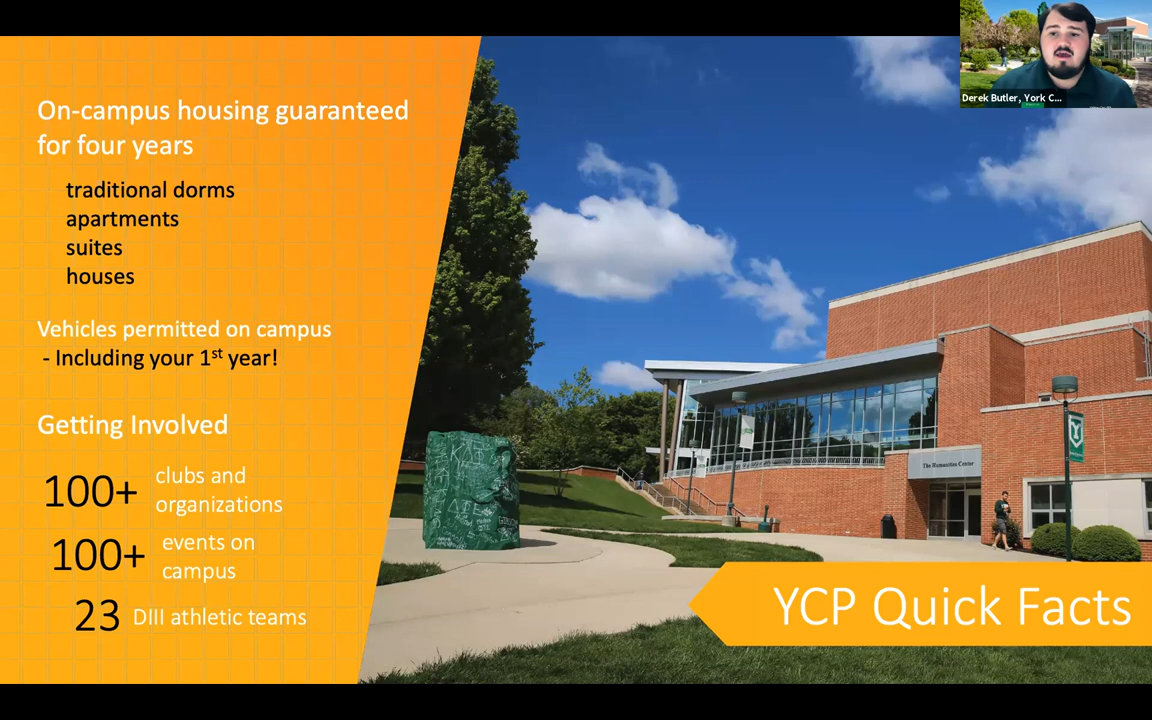 Derek Butler, York C...
On-campus housing guaranteed
for four years
traditional dorms
apartments
suites
houses
Vehicles permitted on campus
- Including your 1st year!
Getting Involved
100+ clubs and
organizations
100+ events on
campus
23 DIII athletic teams
The Humanities Center
Y
ΚΔΦ
YCP Quick Facts